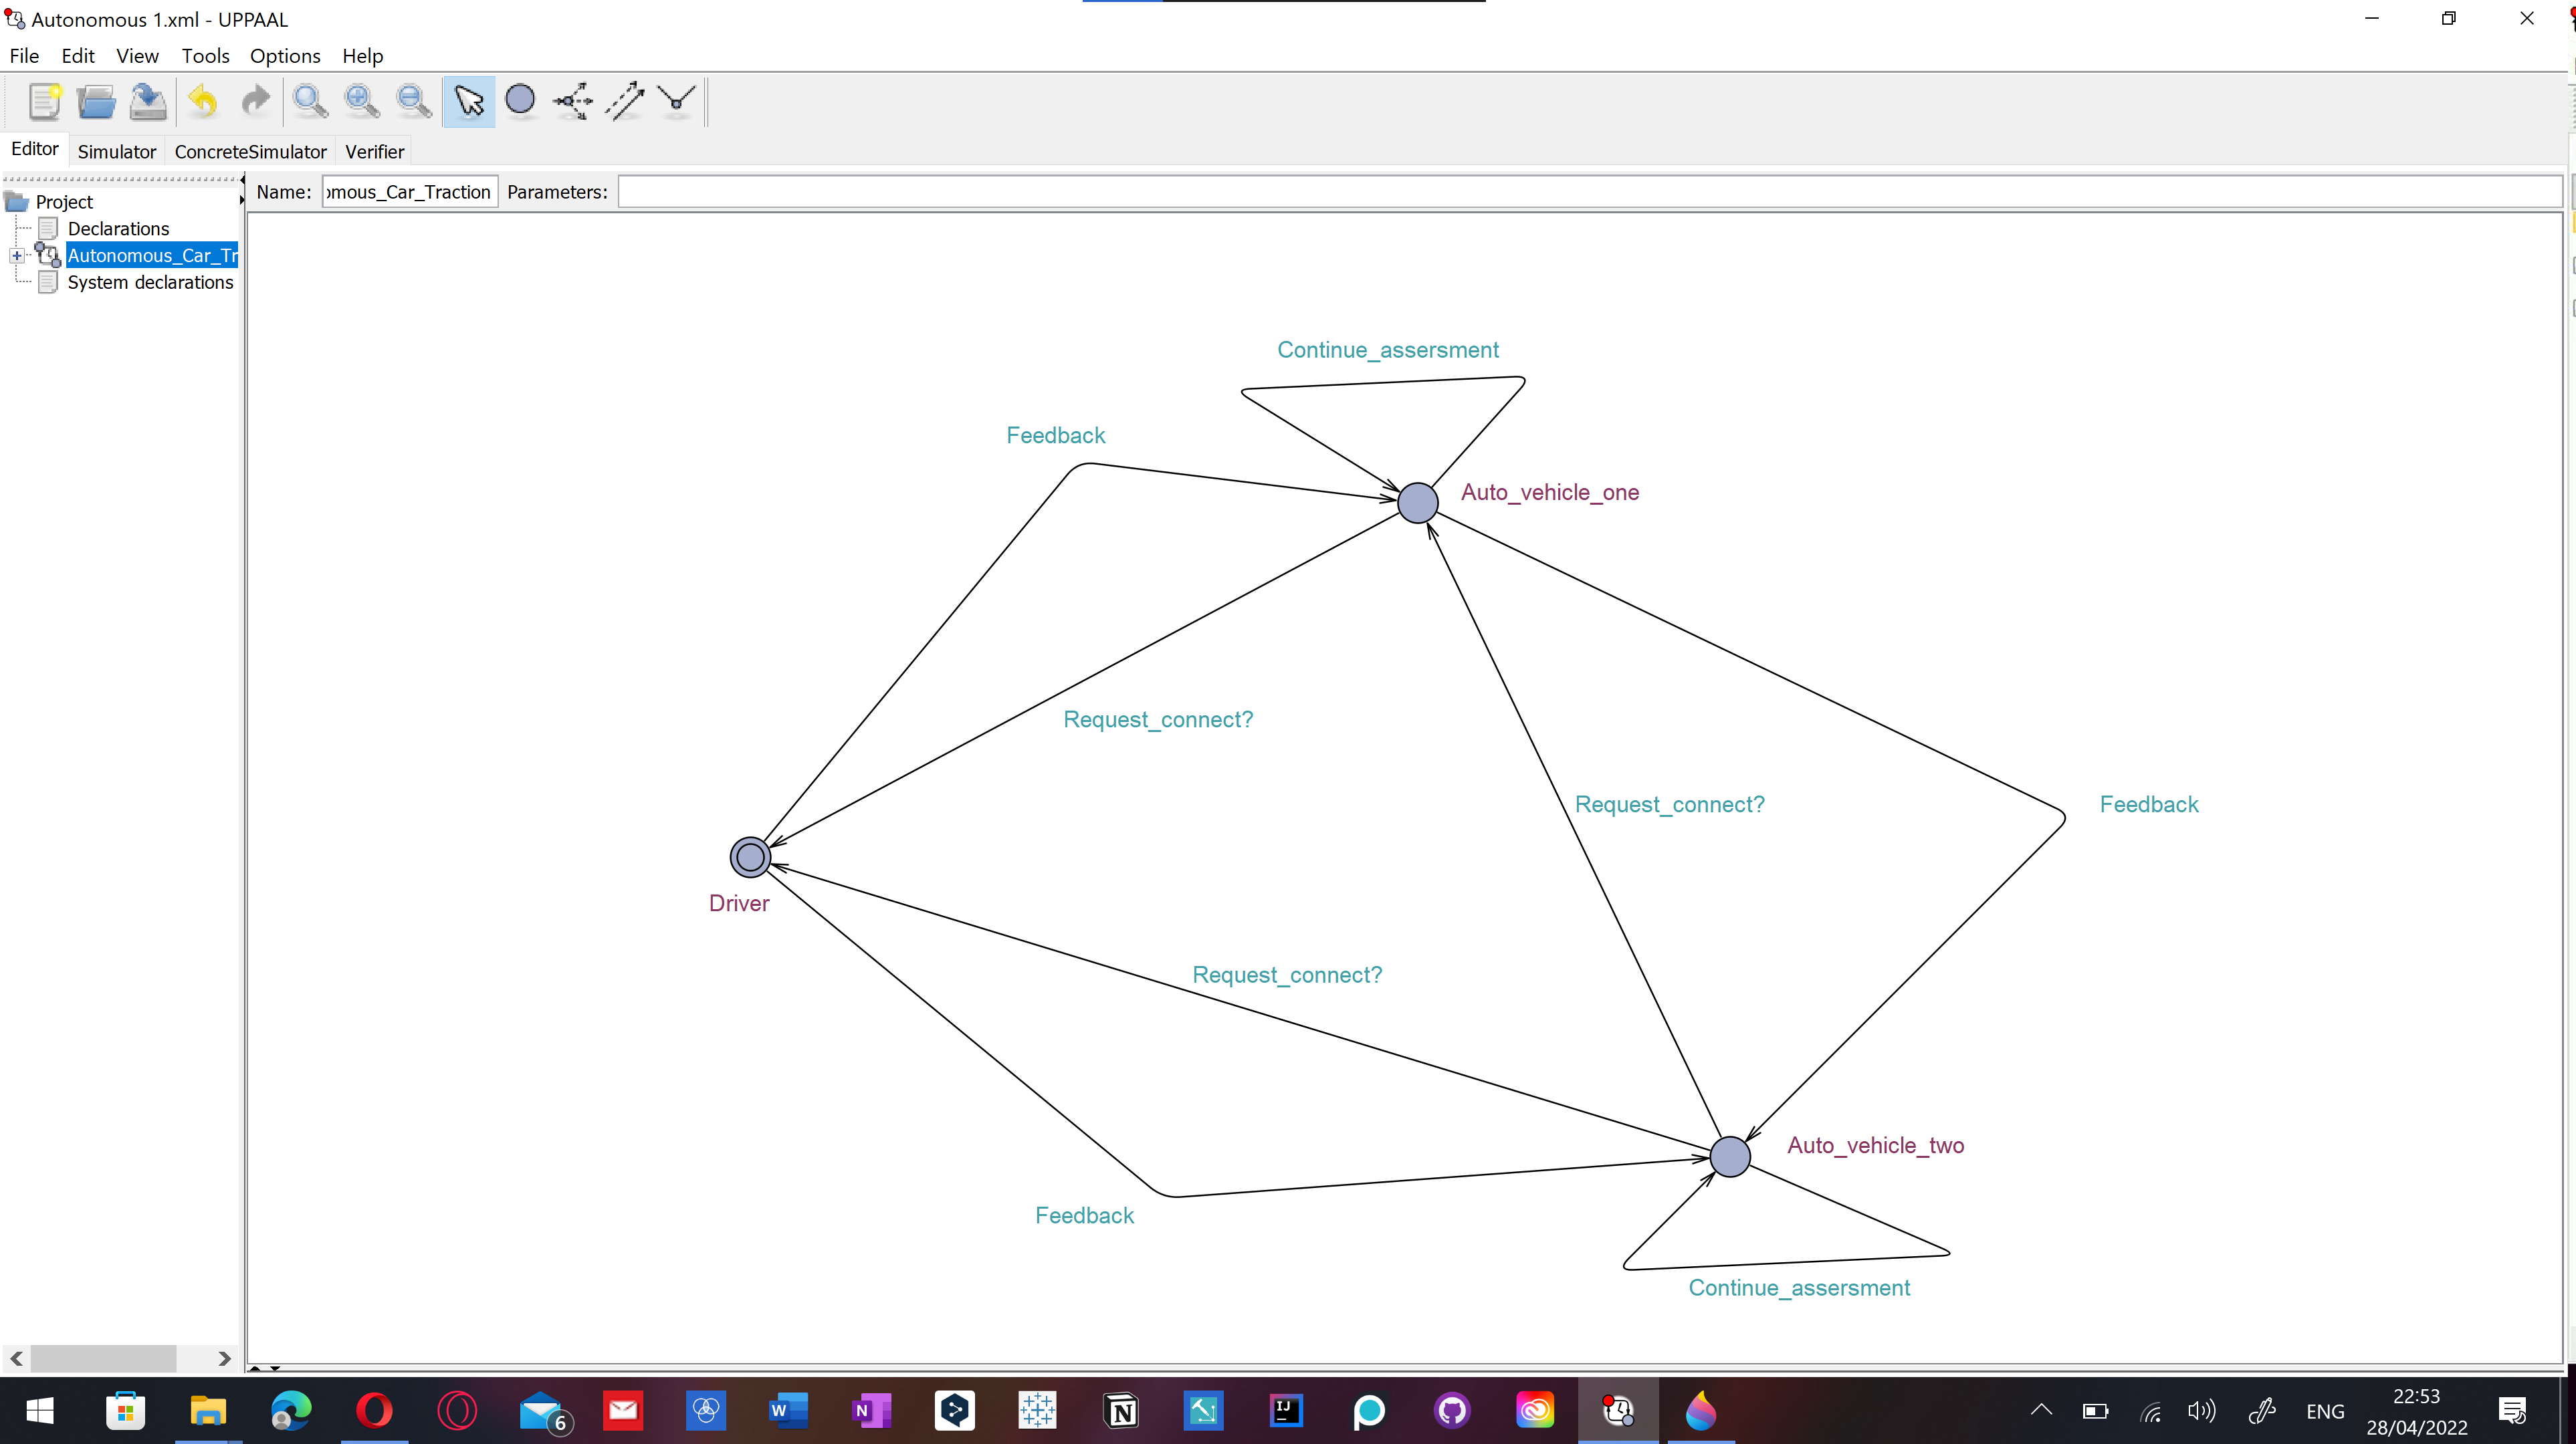 Autonomous 1.xml - UPPAAL
File Edit View Tools Options Help
Editor Simulator ConcreteSimulator Verifier
Name: omous_Car_Traction Parameters:
Project
Declarations
Autonomous_Car_Tr
System declarations
Continue_assersment
Feedback
Auto_vehicle_one
Request_connect?
Request_connect?
Feedback
Driver
Request_connect?
Auto_vehicle_two
Feedback
Continue_assersment
6
W
N
N
IJ
ENG
22:53
28/04/2022